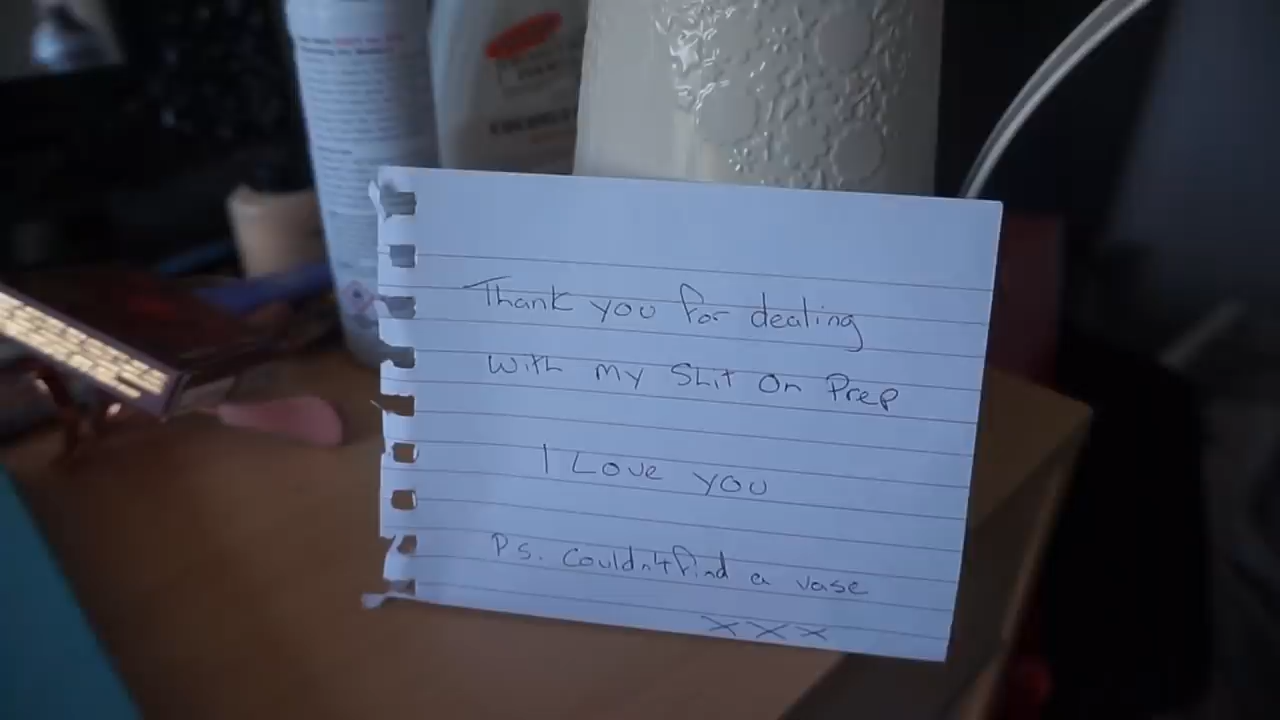 Thank you for dealing
with my Shit On Prep
I Love you
Ps. Couldn't find a vase
xxx